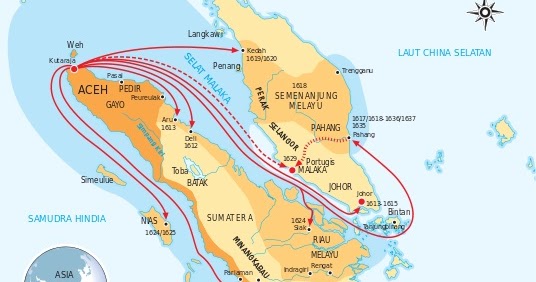 Langkawi
LAUT CHINA SELATAN
Weh
Kutaraja
Kedah
1619/1620
SELAT MALAKA
Penang
Trengganu
Pasai
PEDIR
ACEH
GAYO
Peureulak
PERAK
1618
SEMENANJUNG
MELAYU
Aru
1613
Deli
1612
SELANGOR
PAHANG
1617/1618-1636/1637
1635
Pahang
1629
Portugis
MALAKA
Simeulue
Toba
BATAK
JOHOR
Johor
1613-1615
Bintan
Tanjungpinang
SAMUDRA HINDIA
NIAS
1624/1625
SUMATERA
1624
Siak
RIAU
MELAYU
MINANGKABAU
Indragiri
Rengat
Pariaman
ASIA